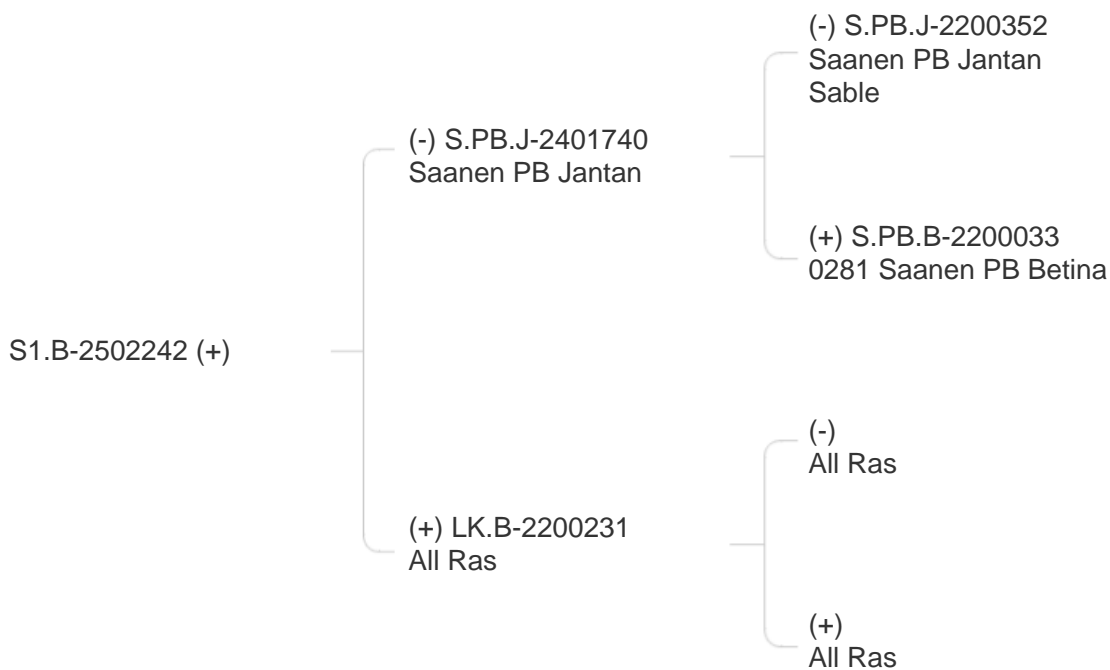 (-) S.PB.J-2200352
Saanen PB Jantan
Sable
(-) S.PB.J-2401740
Saanen PB Jantan
(+) S.PB.B-2200033
0281 Saanen PB Betina
S1.B-2502242 (+)
(-)
All Ras
(+) LK.B-2200231
All Ras
(+)
All Ras